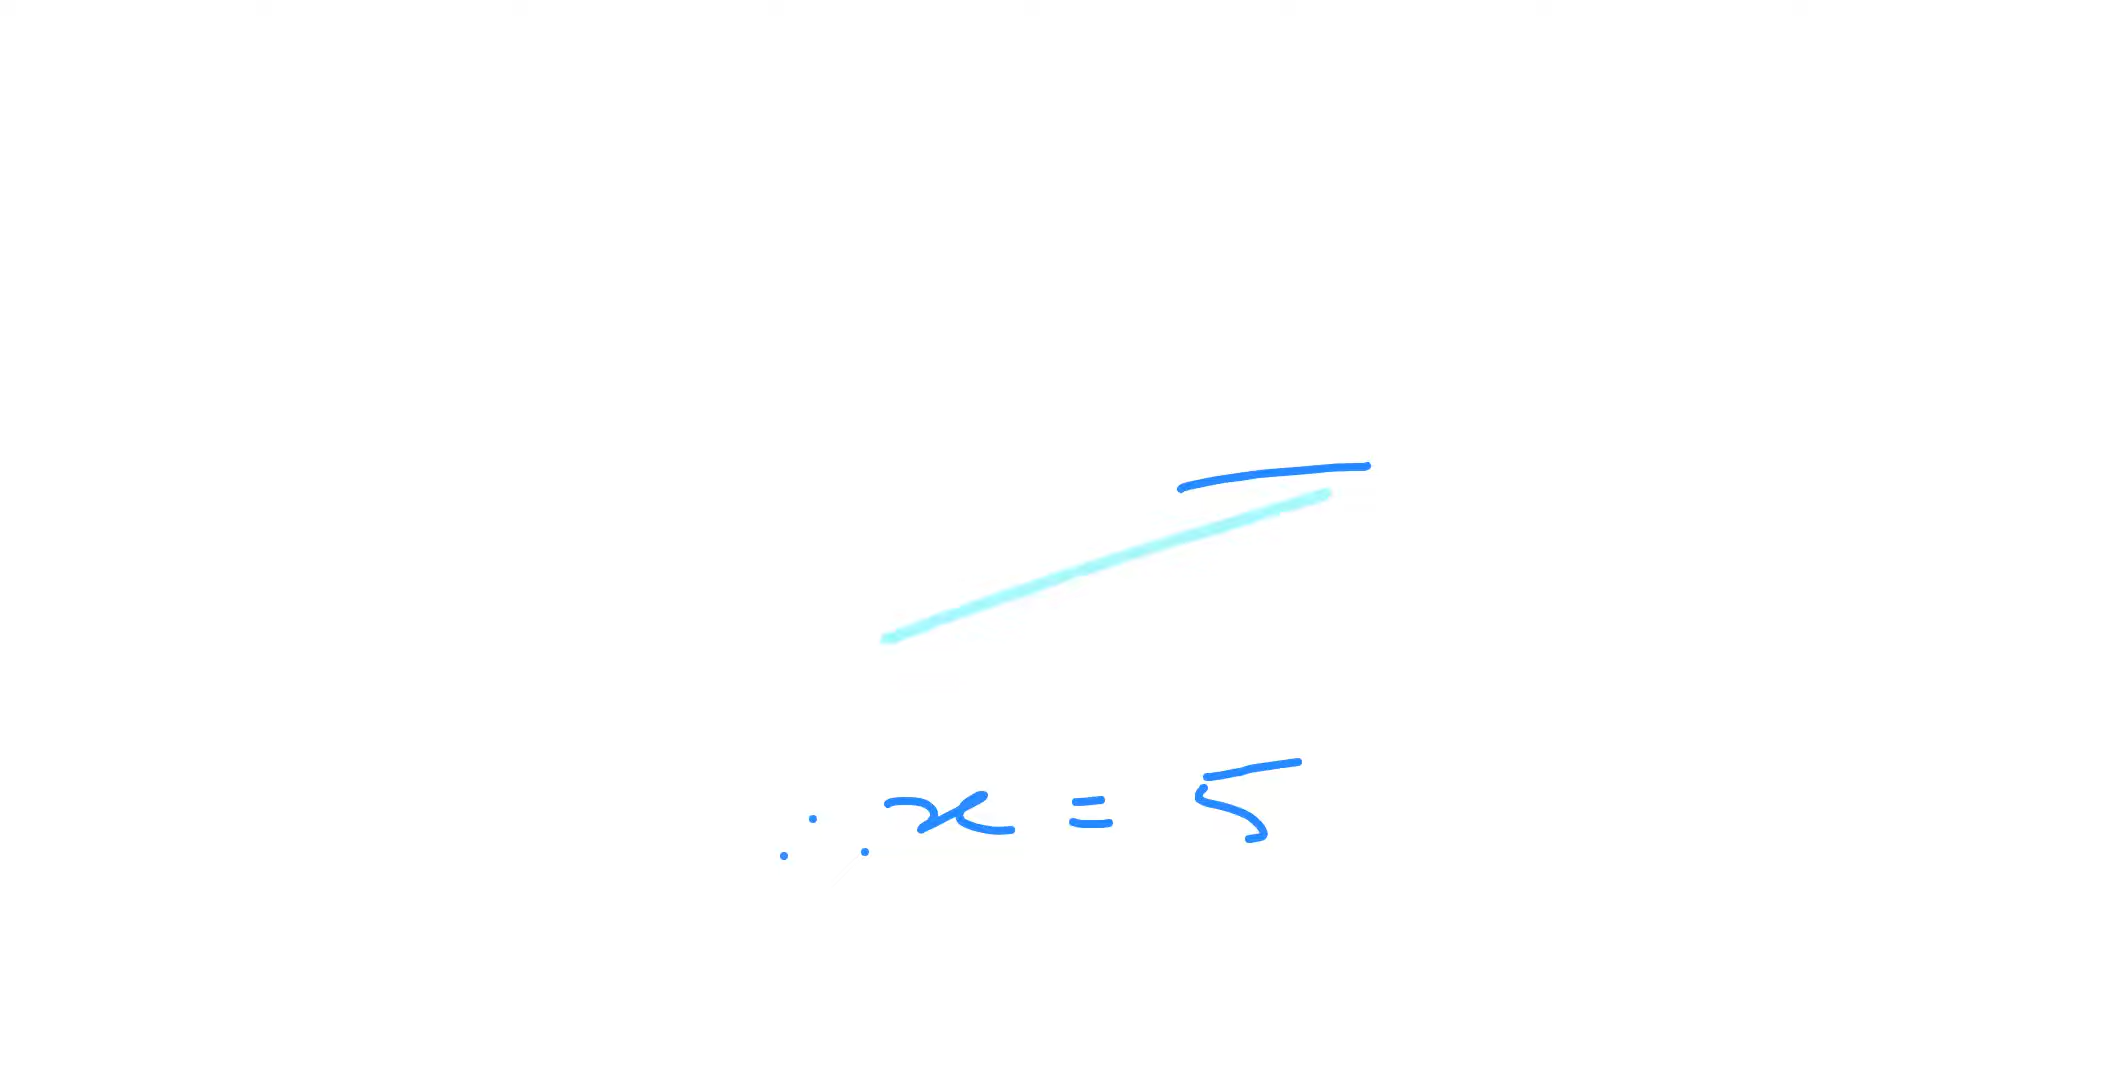 ∴ x = 5